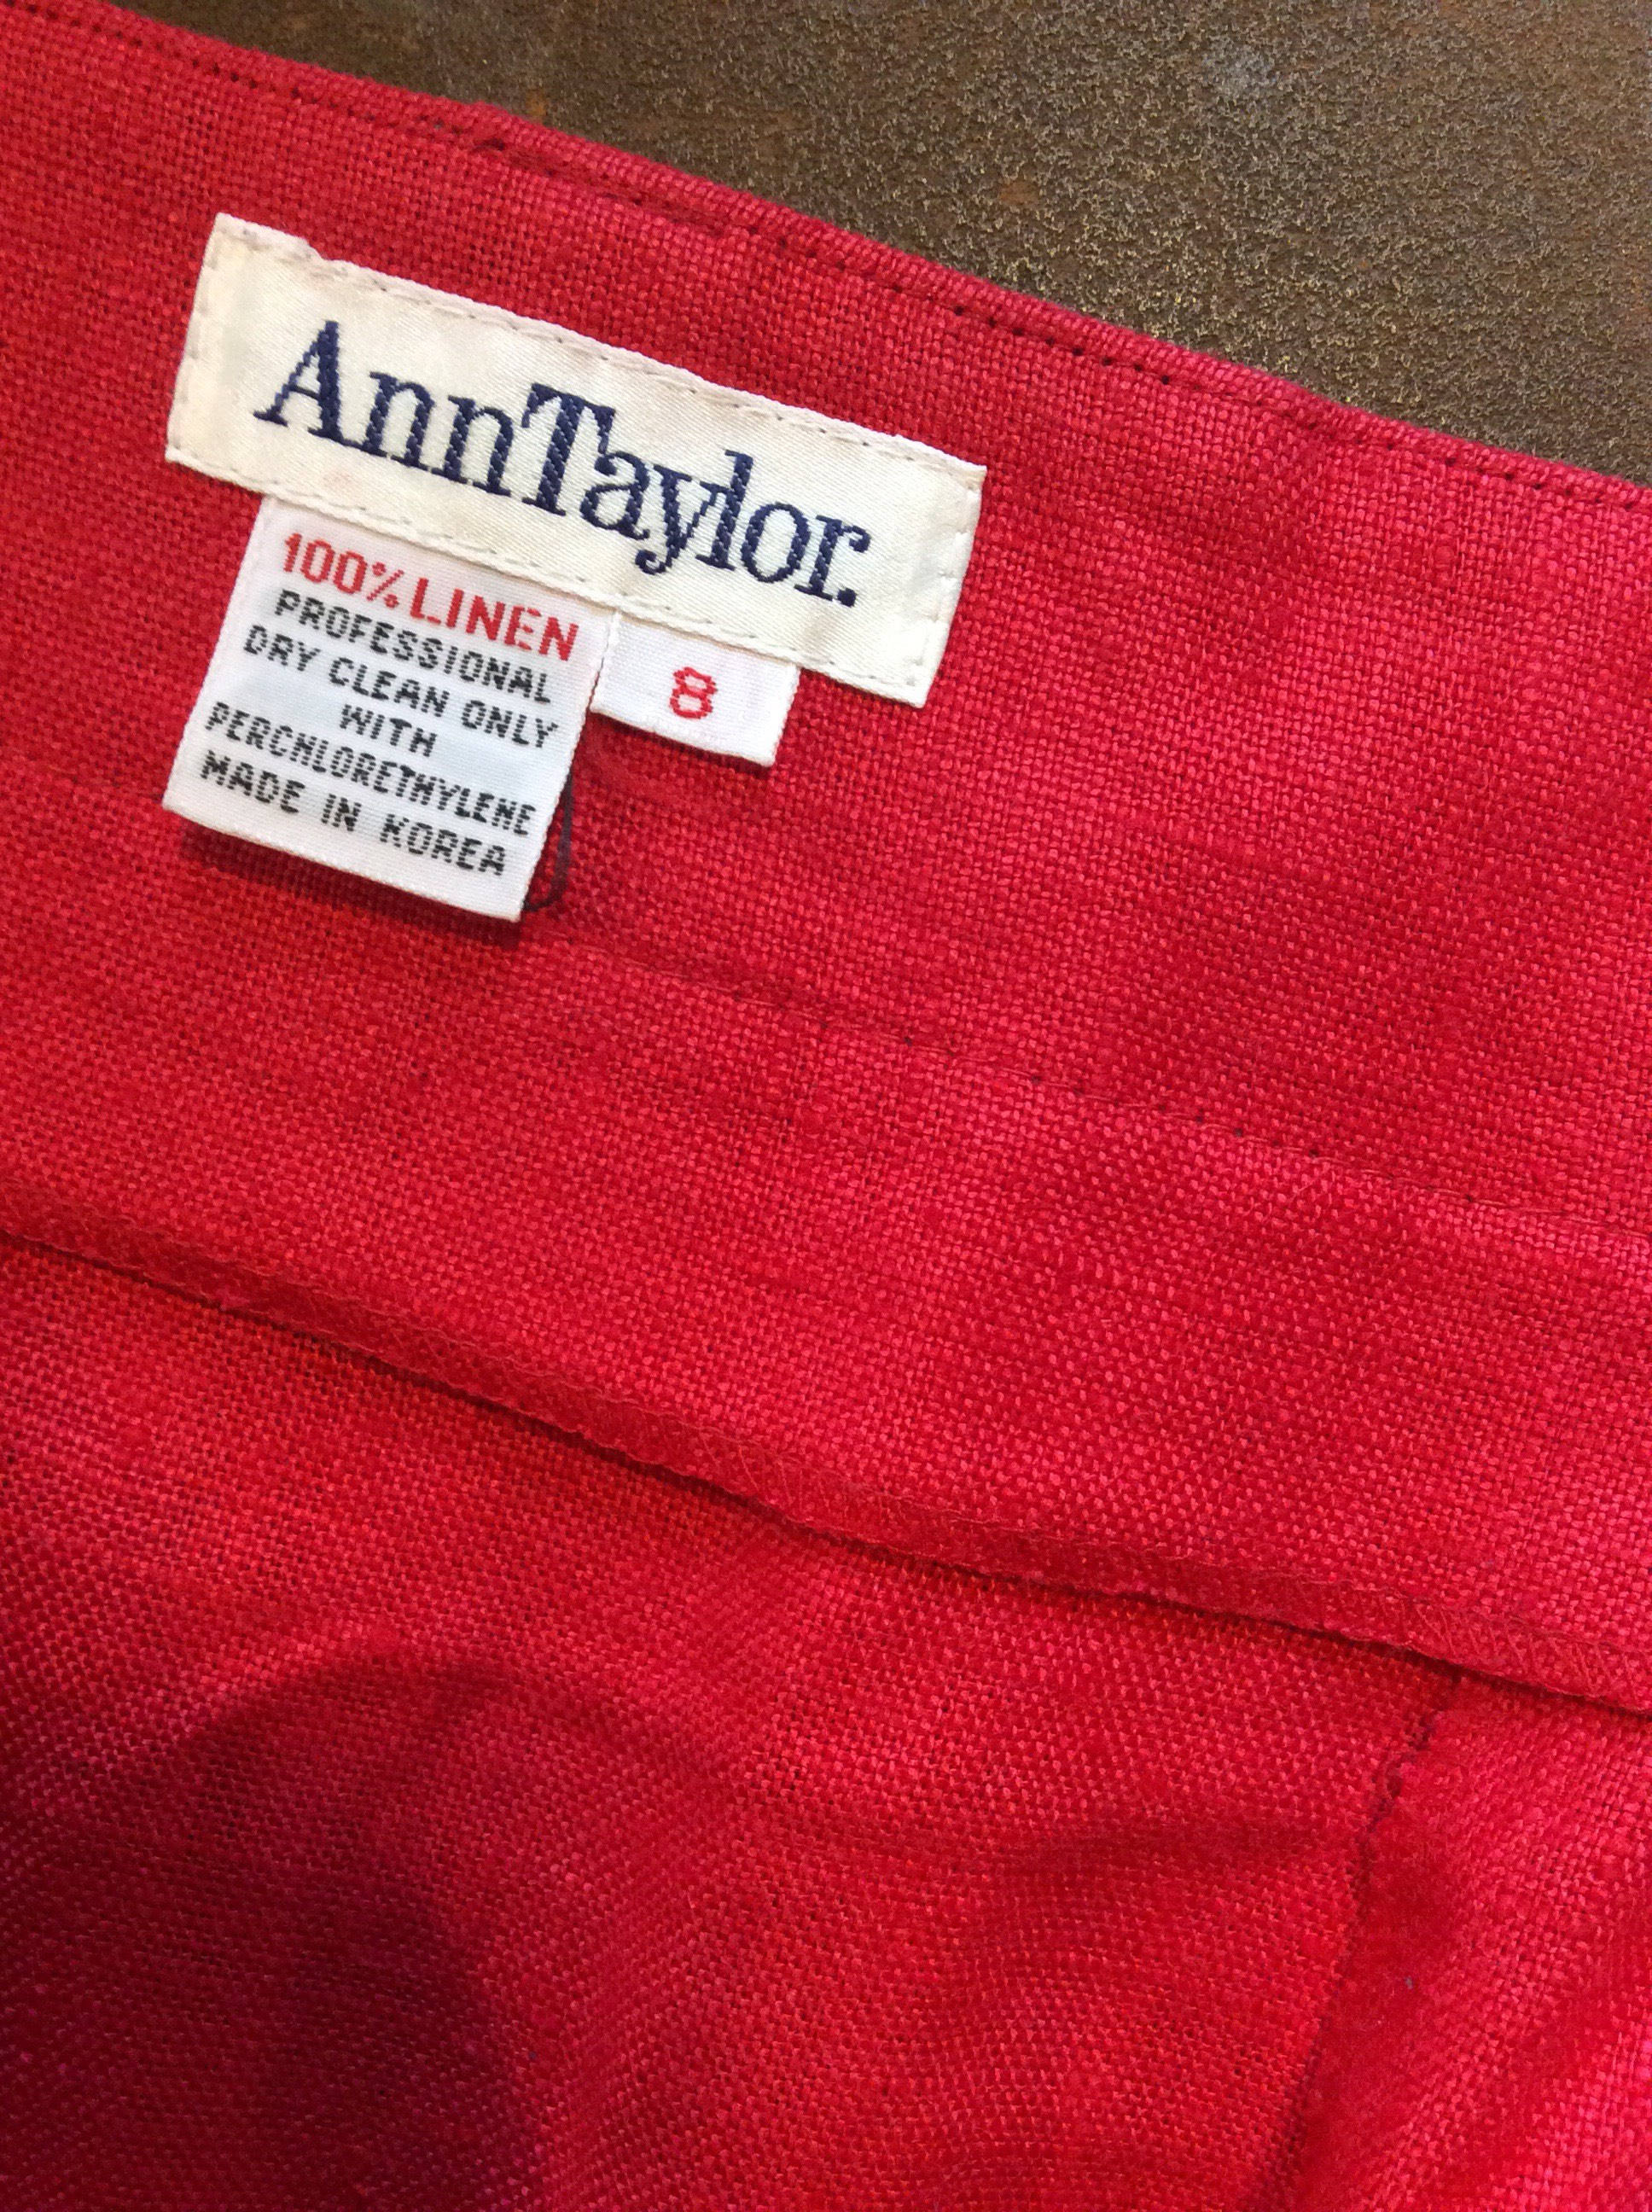 AnnTaylor.
100% LINEN
PROFESSIONAL
DRY CLEAN ONLY
WITH
PERCHLORETHYLENE
MADE IN KOREA
8